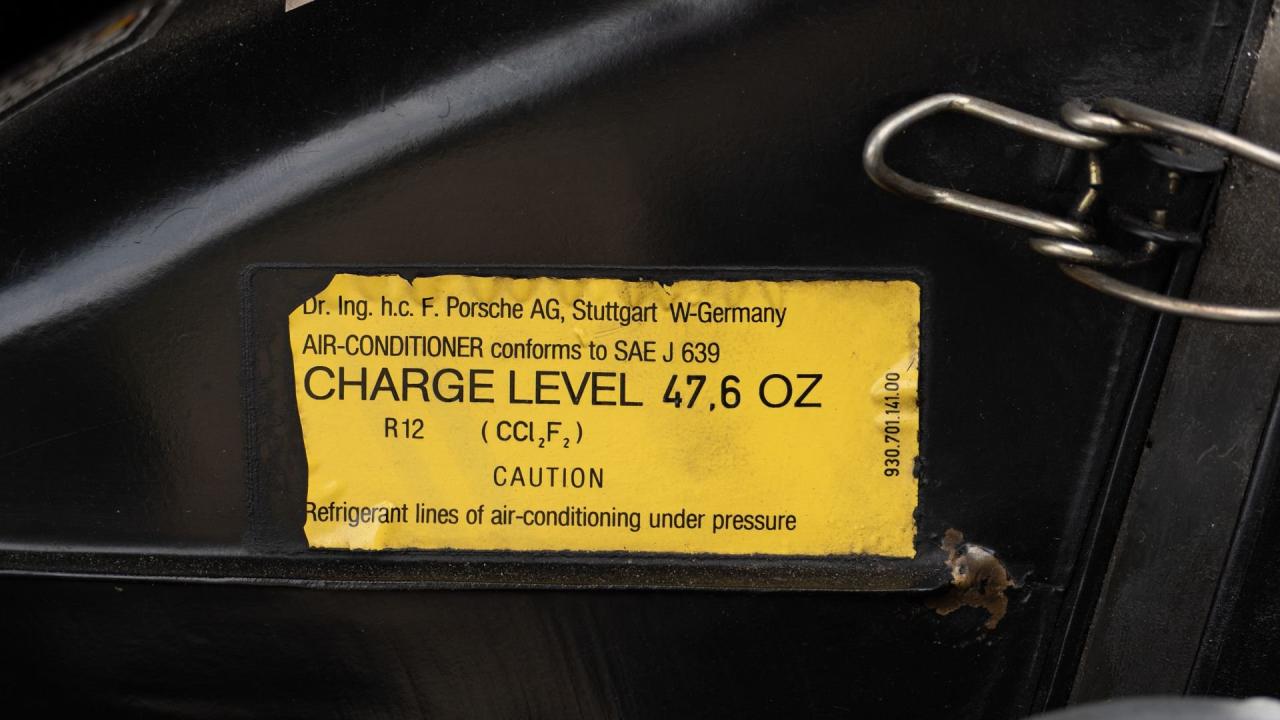 Dr. Ing. h.c. F. Porsche AG, Stuttgart W-Germany
AIR-CONDITIONER conforms to SAE J 639
CHARGE LEVEL 47,6 OZ
R12 (CCl₂F₂)
CAUTION
Refrigerant lines of air-conditioning under pressure
930.701.141.00